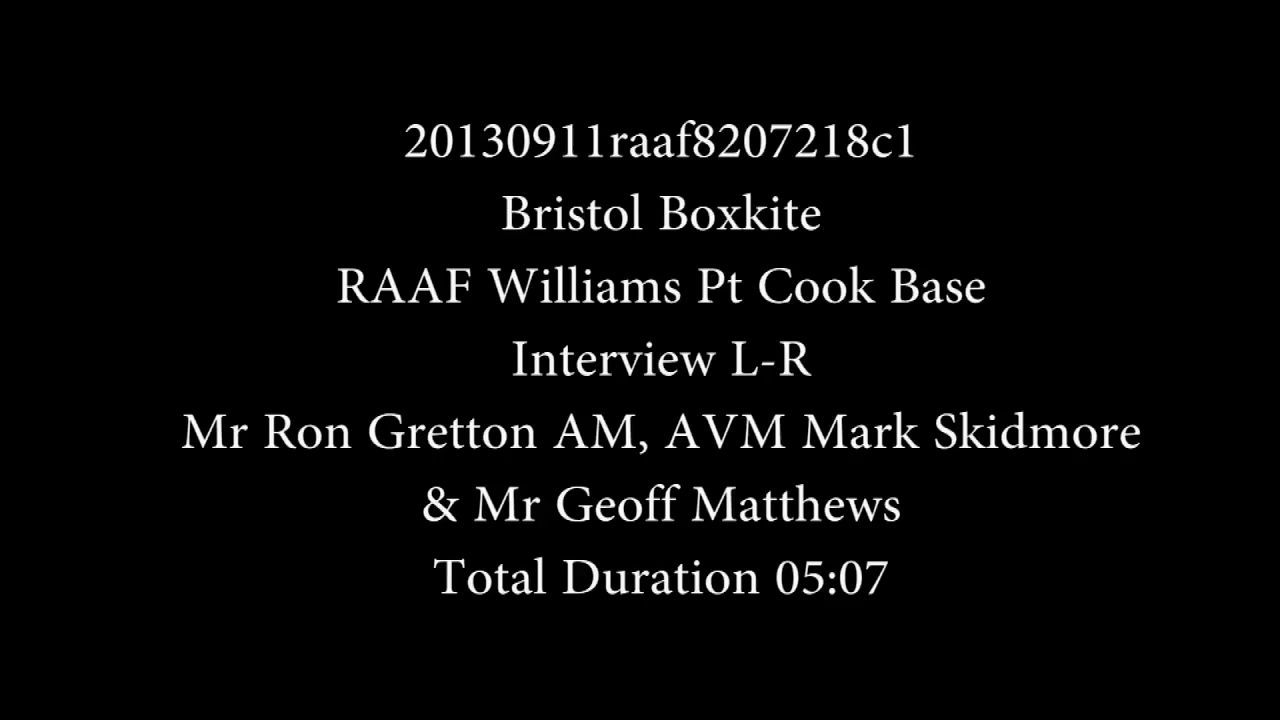 20130911raaf8207218c1
Bristol Boxkite
RAAF Williams Pt Cook Base
Interview L-R
Mr Ron Gretton AM, AVM Mark Skidmore
& Mr Geoff Matthews
Total Duration 05:07